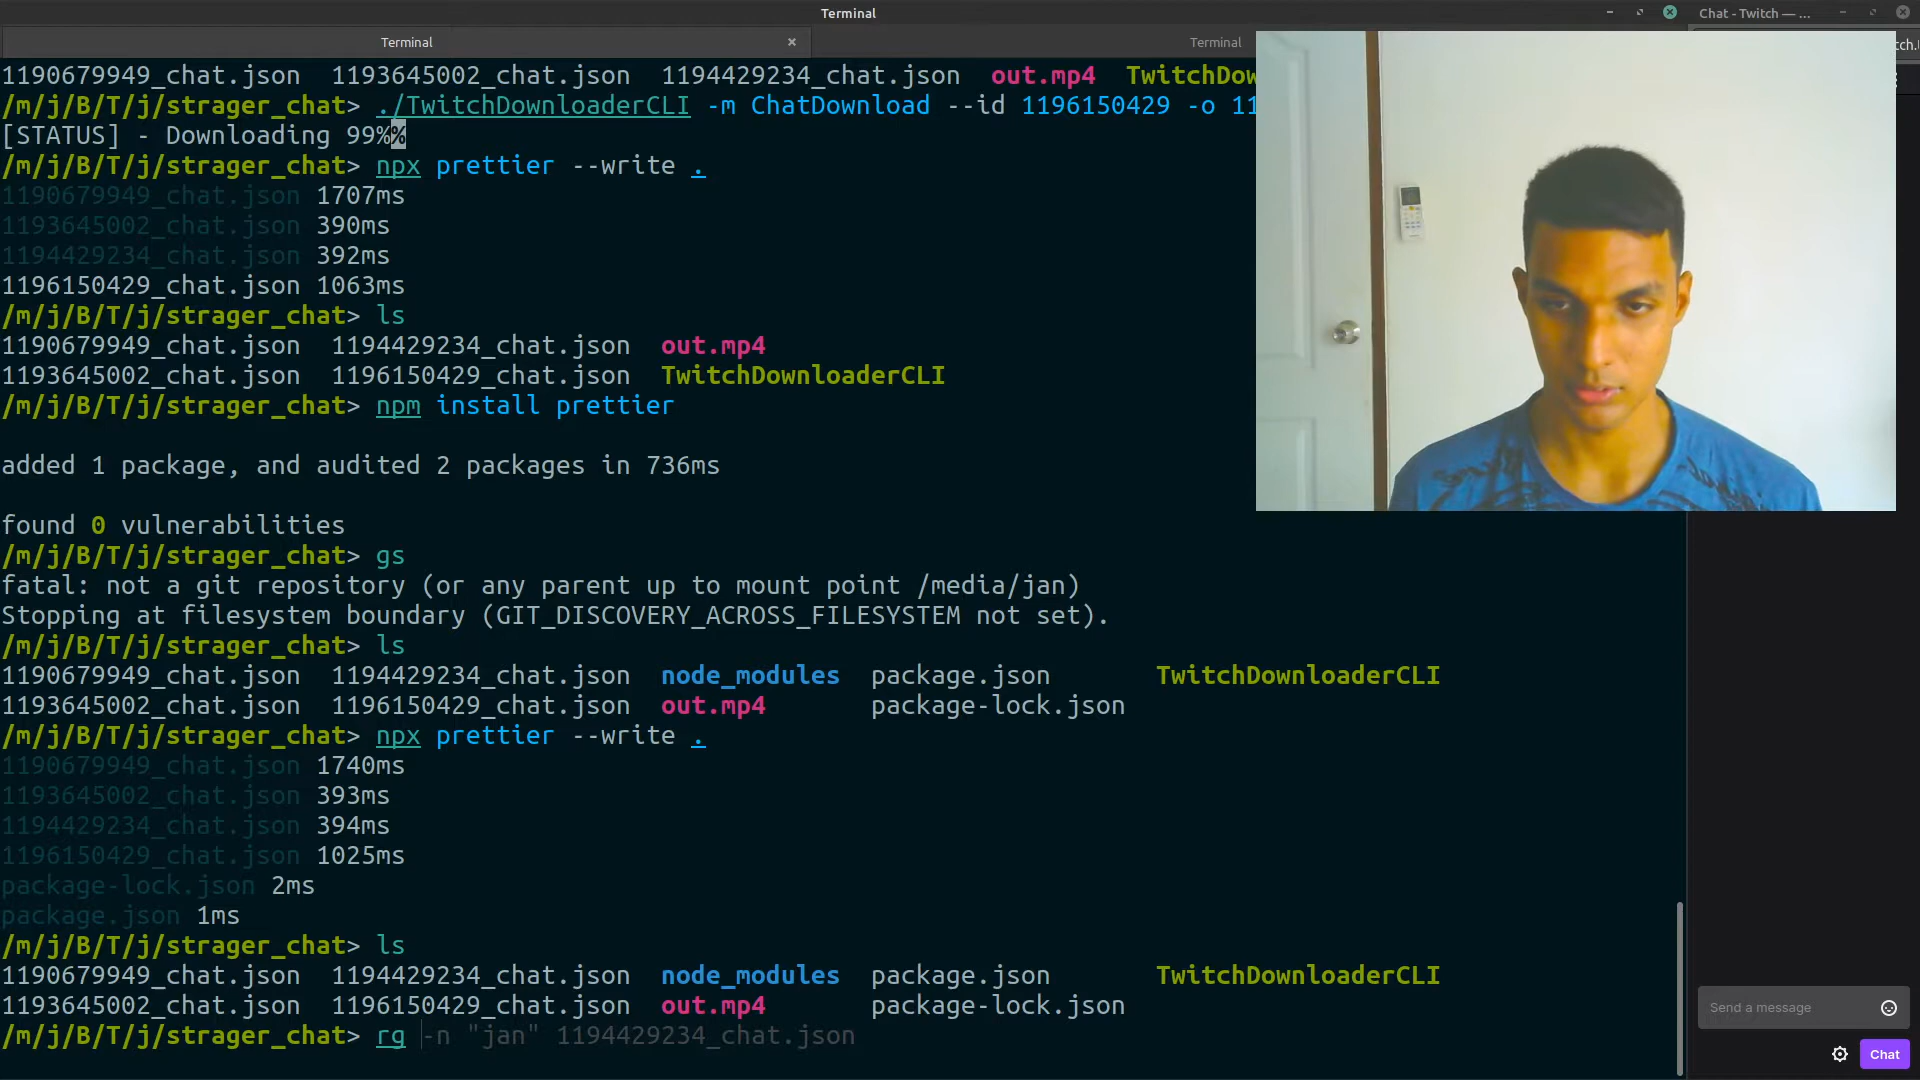 Terminal
Chat - Twitch — ...
Terminal
Terminal
tch.
1190679949_chat.json 1193645002_chat.json 1194429234_chat.json out.mp4 TwitchDow
/m/j/B/T/j/strager_chat> ./TwitchDownloaderCLI -m ChatDownload --id 1196150429 -o 11
[STATUS] - Downloading 99%%
/m/j/B/T/j/strager_chat> npx prettier --write .
1190679949_chat.json 1707ms
1193645002_chat.json 390ms
1194429234_chat.json 392ms
1196150429_chat.json 1063ms
/m/j/B/T/j/strager_chat> ls
1190679949_chat.json 1194429234_chat.json out.mp4
1193645002_chat.json 1196150429_chat.json TwitchDownloaderCLI
/m/j/B/T/j/strager_chat> npm install prettier
added 1 package, and audited 2 packages in 736ms
found 0 vulnerabilities
/m/j/B/T/j/strager_chat> gs
fatal: not a git repository (or any parent up to mount point /media/jan)
Stopping at filesystem boundary (GIT_DISCOVERY_ACROSS_FILESYSTEM not set).
/m/j/B/T/j/strager_chat> ls
1190679949_chat.json 1194429234_chat.json node_modules package.json TwitchDownloaderCLI
1193645002_chat.json 1196150429_chat.json out.mp4 package-lock.json
/m/j/B/T/j/strager_chat> npx prettier --write .
1190679949_chat.json 1740ms
1193645002_chat.json 393ms
1194429234_chat.json 394ms
1196150429_chat.json 1025ms
package-lock.json 2ms
package.json 1ms
/m/j/B/T/j/strager_chat> ls
1190679949_chat.json 1194429234_chat.json node_modules package.json TwitchDownloaderCLI
1193645002_chat.json 1196150429_chat.json out.mp4 package-lock.json
/m/j/B/T/j/strager_chat> rg -n "jan" 1194429234_chat.json
Send a message
Chat